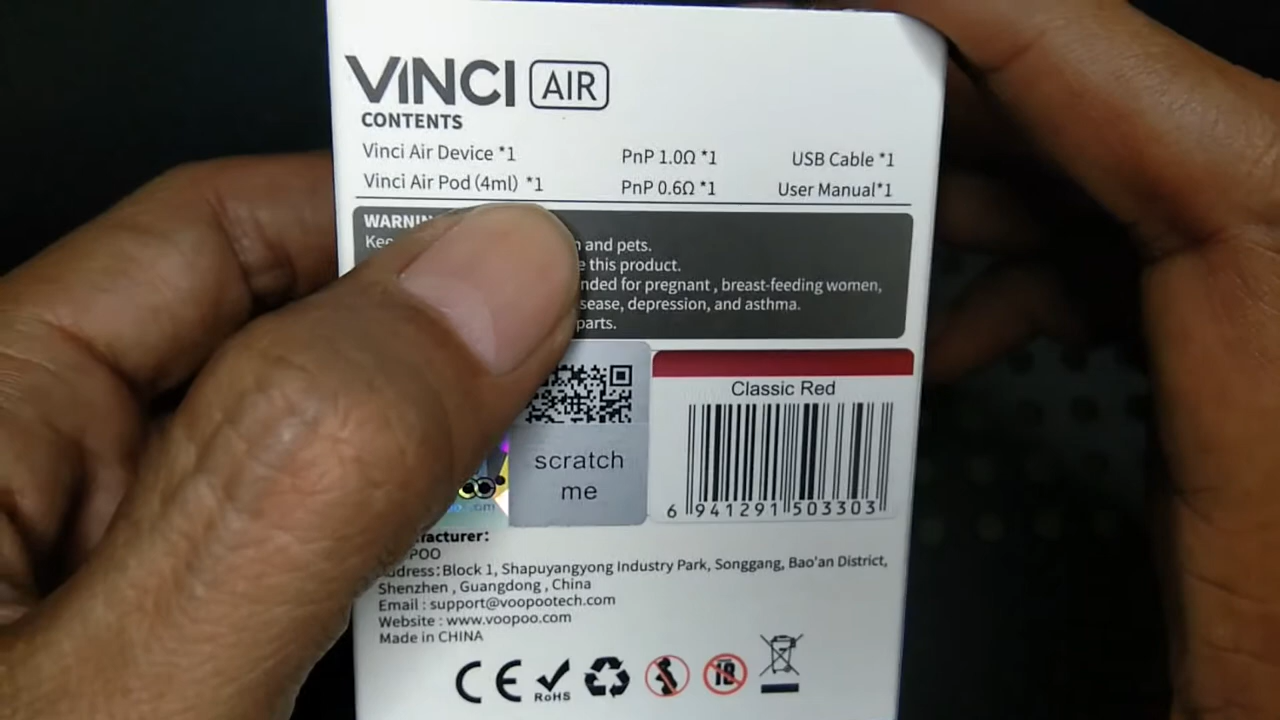 VINCI AIR
CONTENTS
Vinci Air Device *1 PnP 1.0Ω *1 USB Cable *1
Vinci Air Pod (4ml) *1 PnP 0.6Ω *1 User Manual*1
and pets.
this product.
for pregnant , breast-feeding women,
depression, and asthma.
parts.
Classic Red
scratch
me
6 941291 503303
Block 1, Shapuyangyong Industry Park, Songgang, Bao'an District,
Shenzhen , Guangdong , China
Email : support@voopootech.com
Website : www.voopoo.com
Made in CHINA
CE RoHS 18